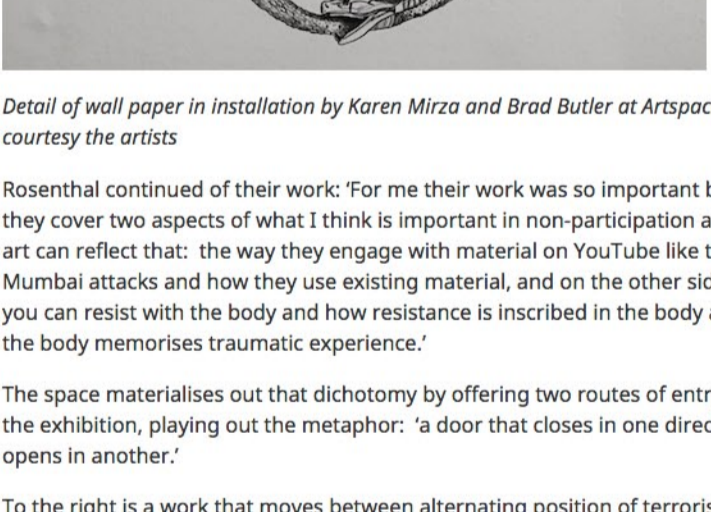 Detail of wall paper in installation by Karen Mirza and Brad Butler at
courtesy the artists
Rosenthal continued of their work: ‘For me their work was so important
they cover two aspects of what I think is important in non-participation
art can reflect that:  the way they engage with material on YouTube like
Mumbai attacks and how they use existing material, and on the other
you can resist with the body and how resistance is inscribed in the body
the body memorises traumatic experience.’
The space materialises out that dichotomy by offering two routes of
the exhibition, playing out the metaphor:  ‘a door that closes in one
opens in another.’
To the right is a work that moves between alternating position of